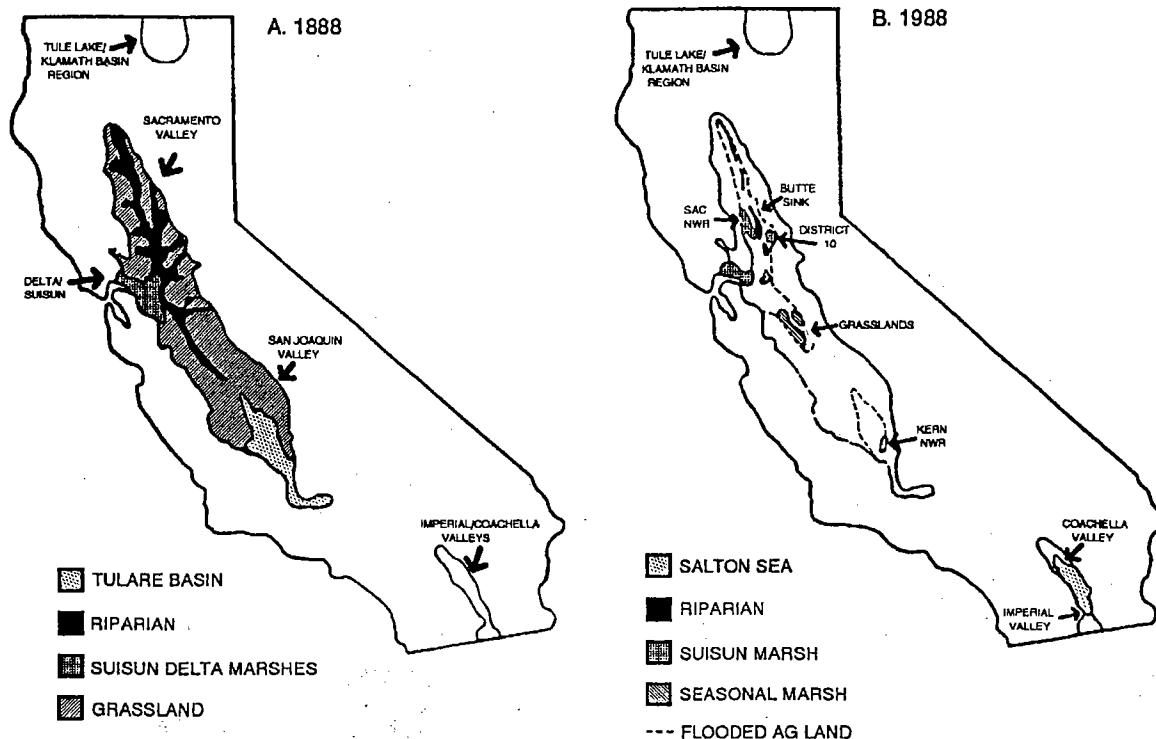 A. 1888
TULE LAKE/
KLAMATH BASIN
REGION
SACRAMENTO
VALLEY
DELTA/
SUISUN
SAN JOAQUIN
VALLEY
IMPERIAL/COACHELLA
VALLEYS
TULARE BASIN
RIPARIAN
SUISUN DELTA MARSHES
GRASSLAND
B. 1988
TULE LAKE/
KLAMATH BASIN
REGION
BUTTE
SINK
SAC
NWR
DISTRICT
10
GRASSLANDS
KERN
NWR
COACHELLA
VALLEY
IMPERIAL
VALLEY
SALTON SEA
RIPARIAN
SUISUN MARSH
SEASONAL MARSH
FLOODED AG LAND